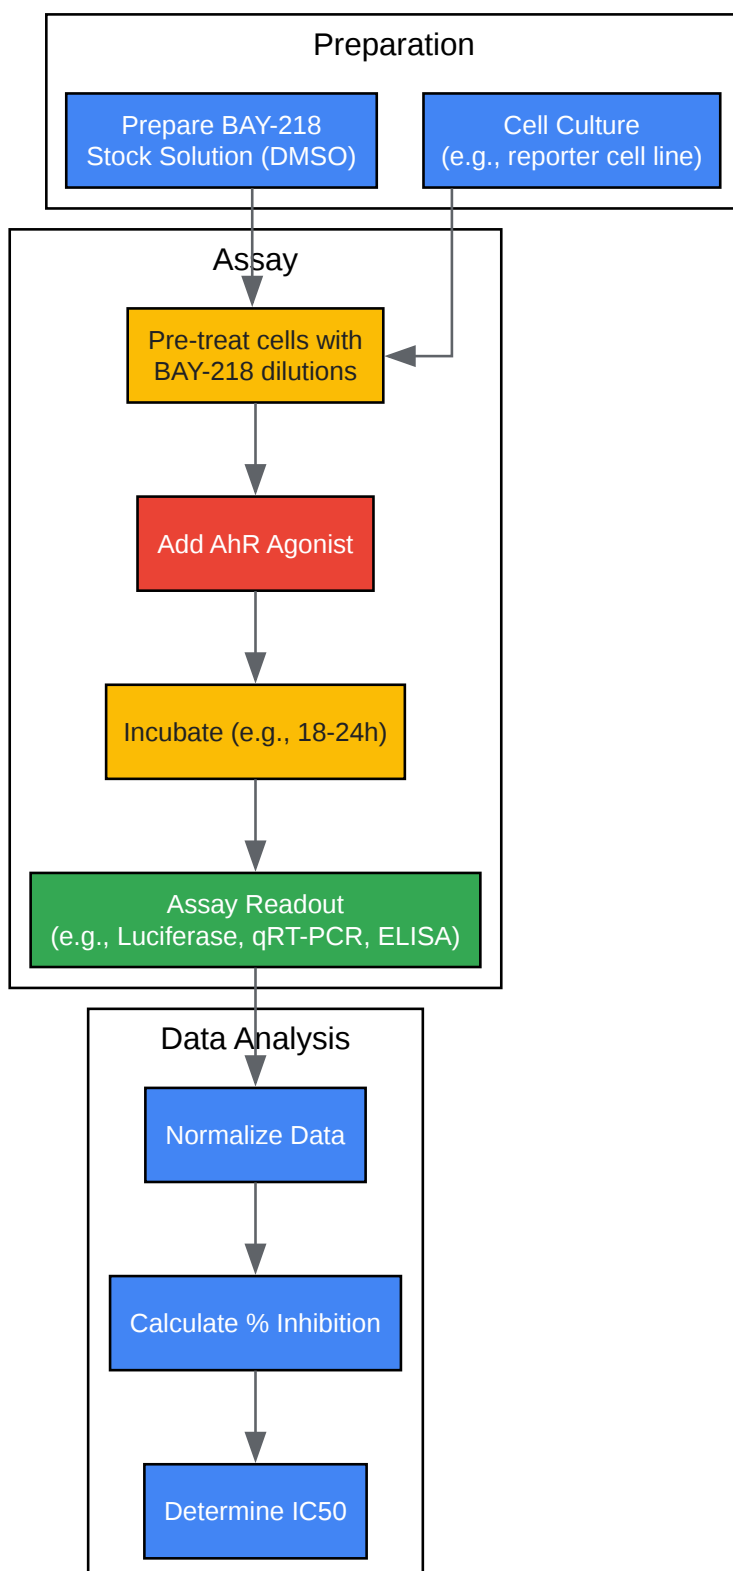 Preparation
Prepare BAY-218
Stock Solution (DMSO)
Cell Culture
(e.g., reporter cell line)
Assay
Pre-treat cells with
BAY-218 dilutions
Add AhR Agonist
Incubate (e.g., 18-24h)
Assay Readout
(e.g., Luciferase, qRT-PCR, ELISA)
Data Analysis
Normalize Data
Calculate % Inhibition
Determine IC50